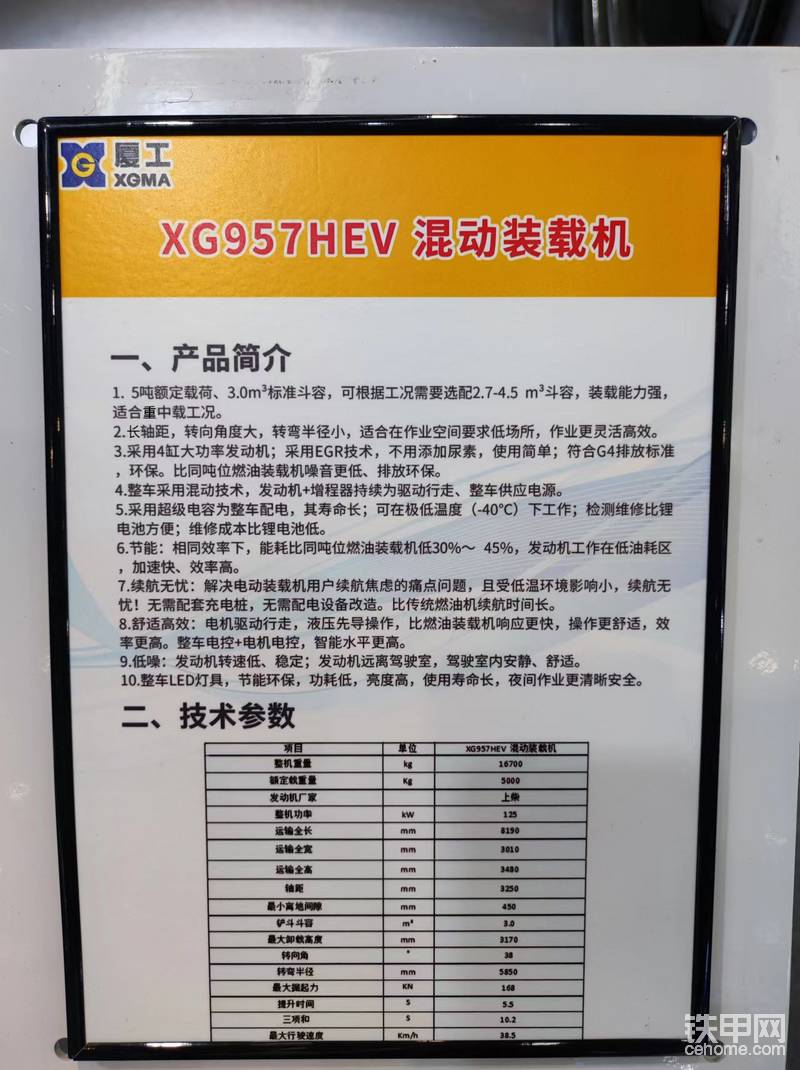 厦工
XGMA
XG957HEV 混动装载机
一、产品简介
1. 5吨额定载荷、3.0m³标准斗容，可根据工况需要选配2.7-4.5 m³斗容，装载能力强，
适合重中载工况。
2.长轴距，转向角度大，转弯半径小，适合在作业空间要求低场所，作业更灵活高效。
3.采用4缸大功率发动机；采用EGR技术，不用添加尿素，使用简单；符合G4排放标准
，环保。比同吨位燃油装载机噪音更低、排放环保。
4.整车采用混动技术，发动机+增程器持续为驱动行走、整车供应电源。
5.采用超级电容为整车配电，其寿命长；可在极低温度（-40℃）下工作；检测维修比锂
电池方便；维修成本比锂电池低。
6.节能：相同效率下，能耗比同吨位燃油装载机低30%～ 45%，发动机工作在低油耗区
，加速快、效率高。
7.续航无忧：解决电动装载机用户续航焦虑的痛点问题，且受低温环境影响小，续航无
忧！无需配套充电桩，无需配电设备改造。比传统燃油机续航时间长。
8.舒适高效：电机驱动行走，液压先导操作，比燃油装载机响应更快，操作更舒适，效
率更高。整车电控+电机电控，智能水平更高。
9.低噪：发动机转速低、稳定；发动机远离驾驶室，驾驶室内安静、舒适。
10.整车LED灯具，节能环保，功耗低，亮度高，使用寿命长，夜间作业更清晰安全。
二、技术参数
项目 单位 XG957HEV 混动装载机
整机重量 kg 16700
额定载重量 Kg 5000
发动机厂家 上柴
整机功率 kW 125
运输全长 mm 8190
运输全宽 mm 3010
运输全高 mm 3480
轴距 mm 3250
最小离地间隙 mm 450
铲斗斗容 m³ 3.0
最大卸载高度 mm 3170
转向角 ° 38
转弯半径 mm 5850
最大掘起力 KN 168
提升时间 S 5.5
三项和 S 10.2
最大行驶速度 Km/h 38.5
铁甲网
cehome.com